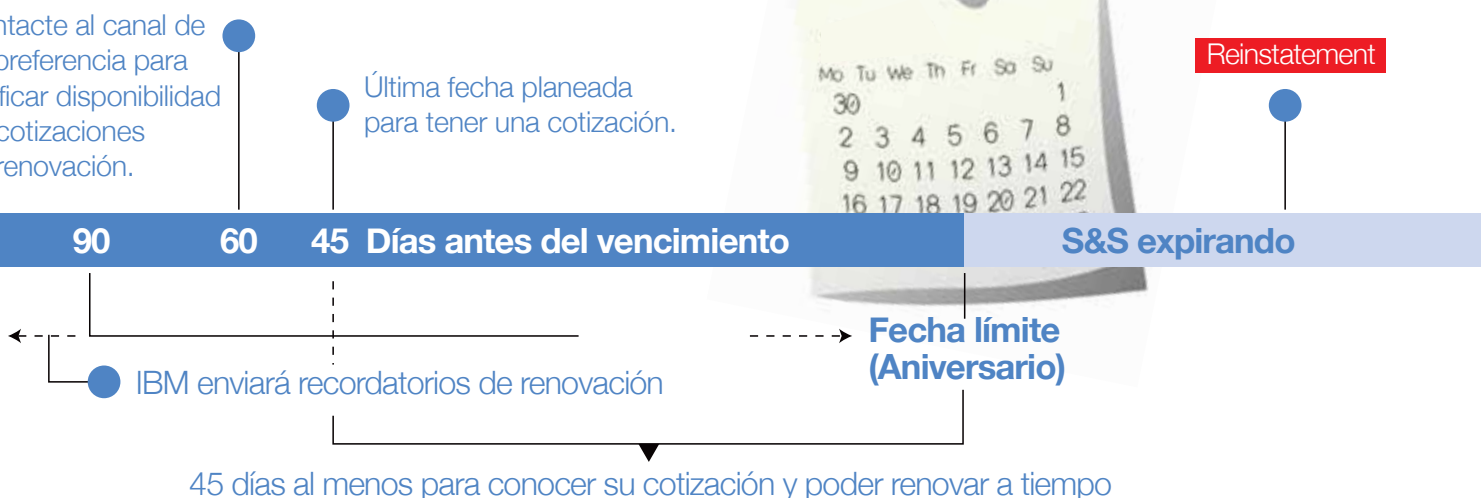 ntacte al canal de
preferencia para
ficar disponibilidad
cotizaciones
renovación.
Última fecha planeada
para tener una cotización.
Mo Tu We Th Fr Sa Su
30 1
2 3 4 5 6 7 8
9 10 11 12 13 14 15
16 17 18 19 20 21 22
Reinstatement
90 60 45 Días antes del vencimiento
S&S expirando
Fecha límite
(Aniversario)
IBM enviará recordatorios de renovación
45 días al menos para conocer su cotización y poder renovar a tiempo